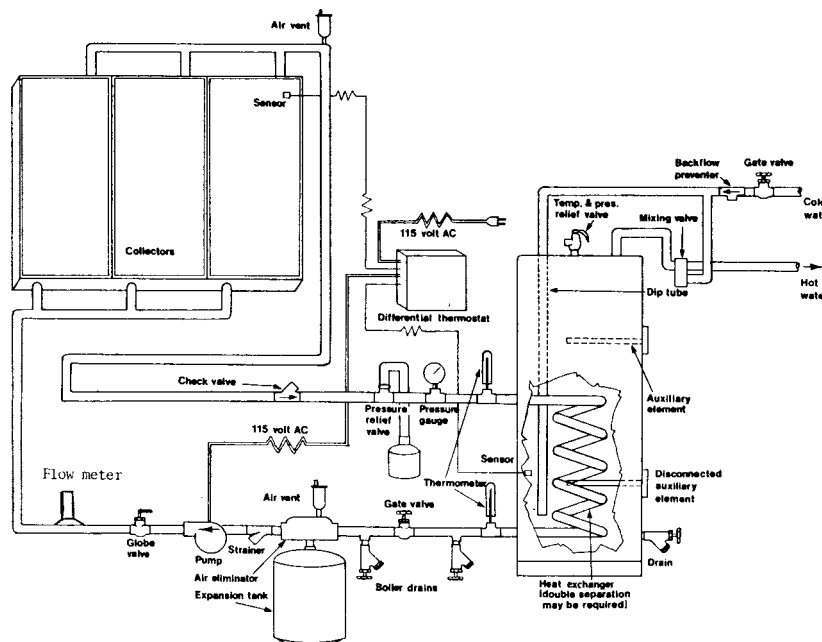 Air vent
Sensor
Collectors
115 volt AC
Differential thermostat
Backflow
preventer
Gate valve
Temp. & pres.
relief valve
Mixing valve
Dip tube
Hot
Check valve
Pressure
relief
valve
Pressure
gauge
Auxiliary
element
115 volt AC
Flow meter
Sensor
Thermometer
Disconnected
auxiliary
element
Air vent
Gate valve
Globe
valve
Pump
Strainer
Air eliminator
Expansion tank
Boiler drains
Drain
Heat exchanger
(double separation
may be required)